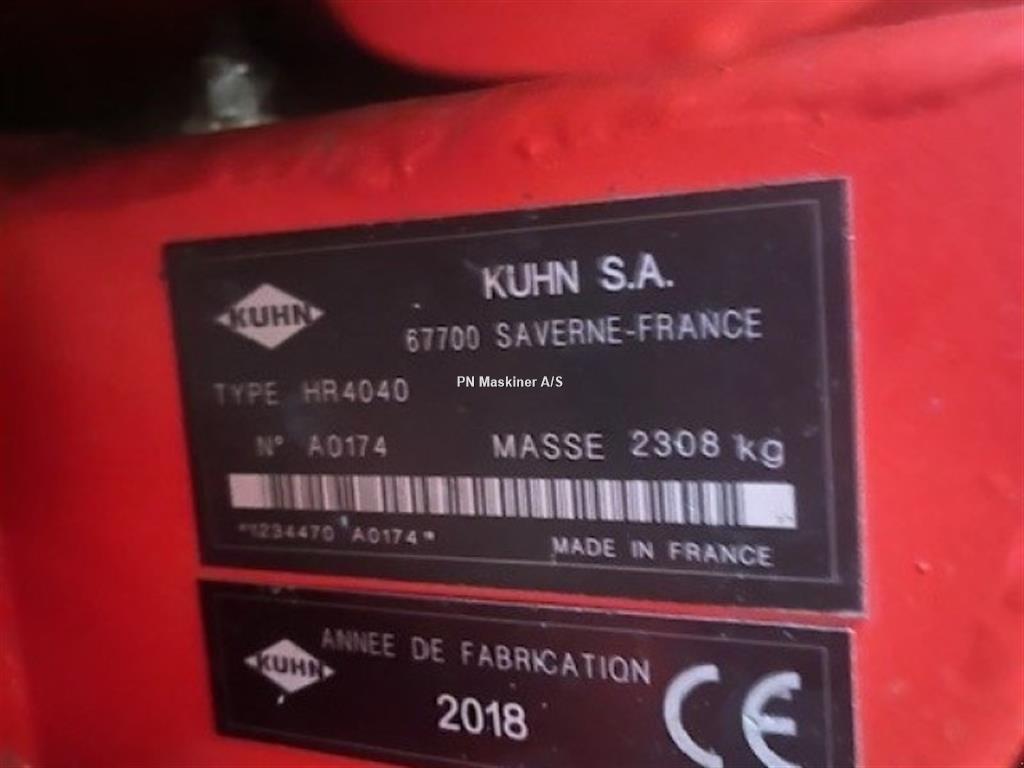 KUHN
KUHN S.A.
67700 SAVERNE-FRANCE
TYPE HR4040
PN Maskiner A/S
N° A0174 MASSE 2308 kg
A0174*
MADE IN FRANCE
KUHN
ANNEE DE FABRICATION
2018
CE